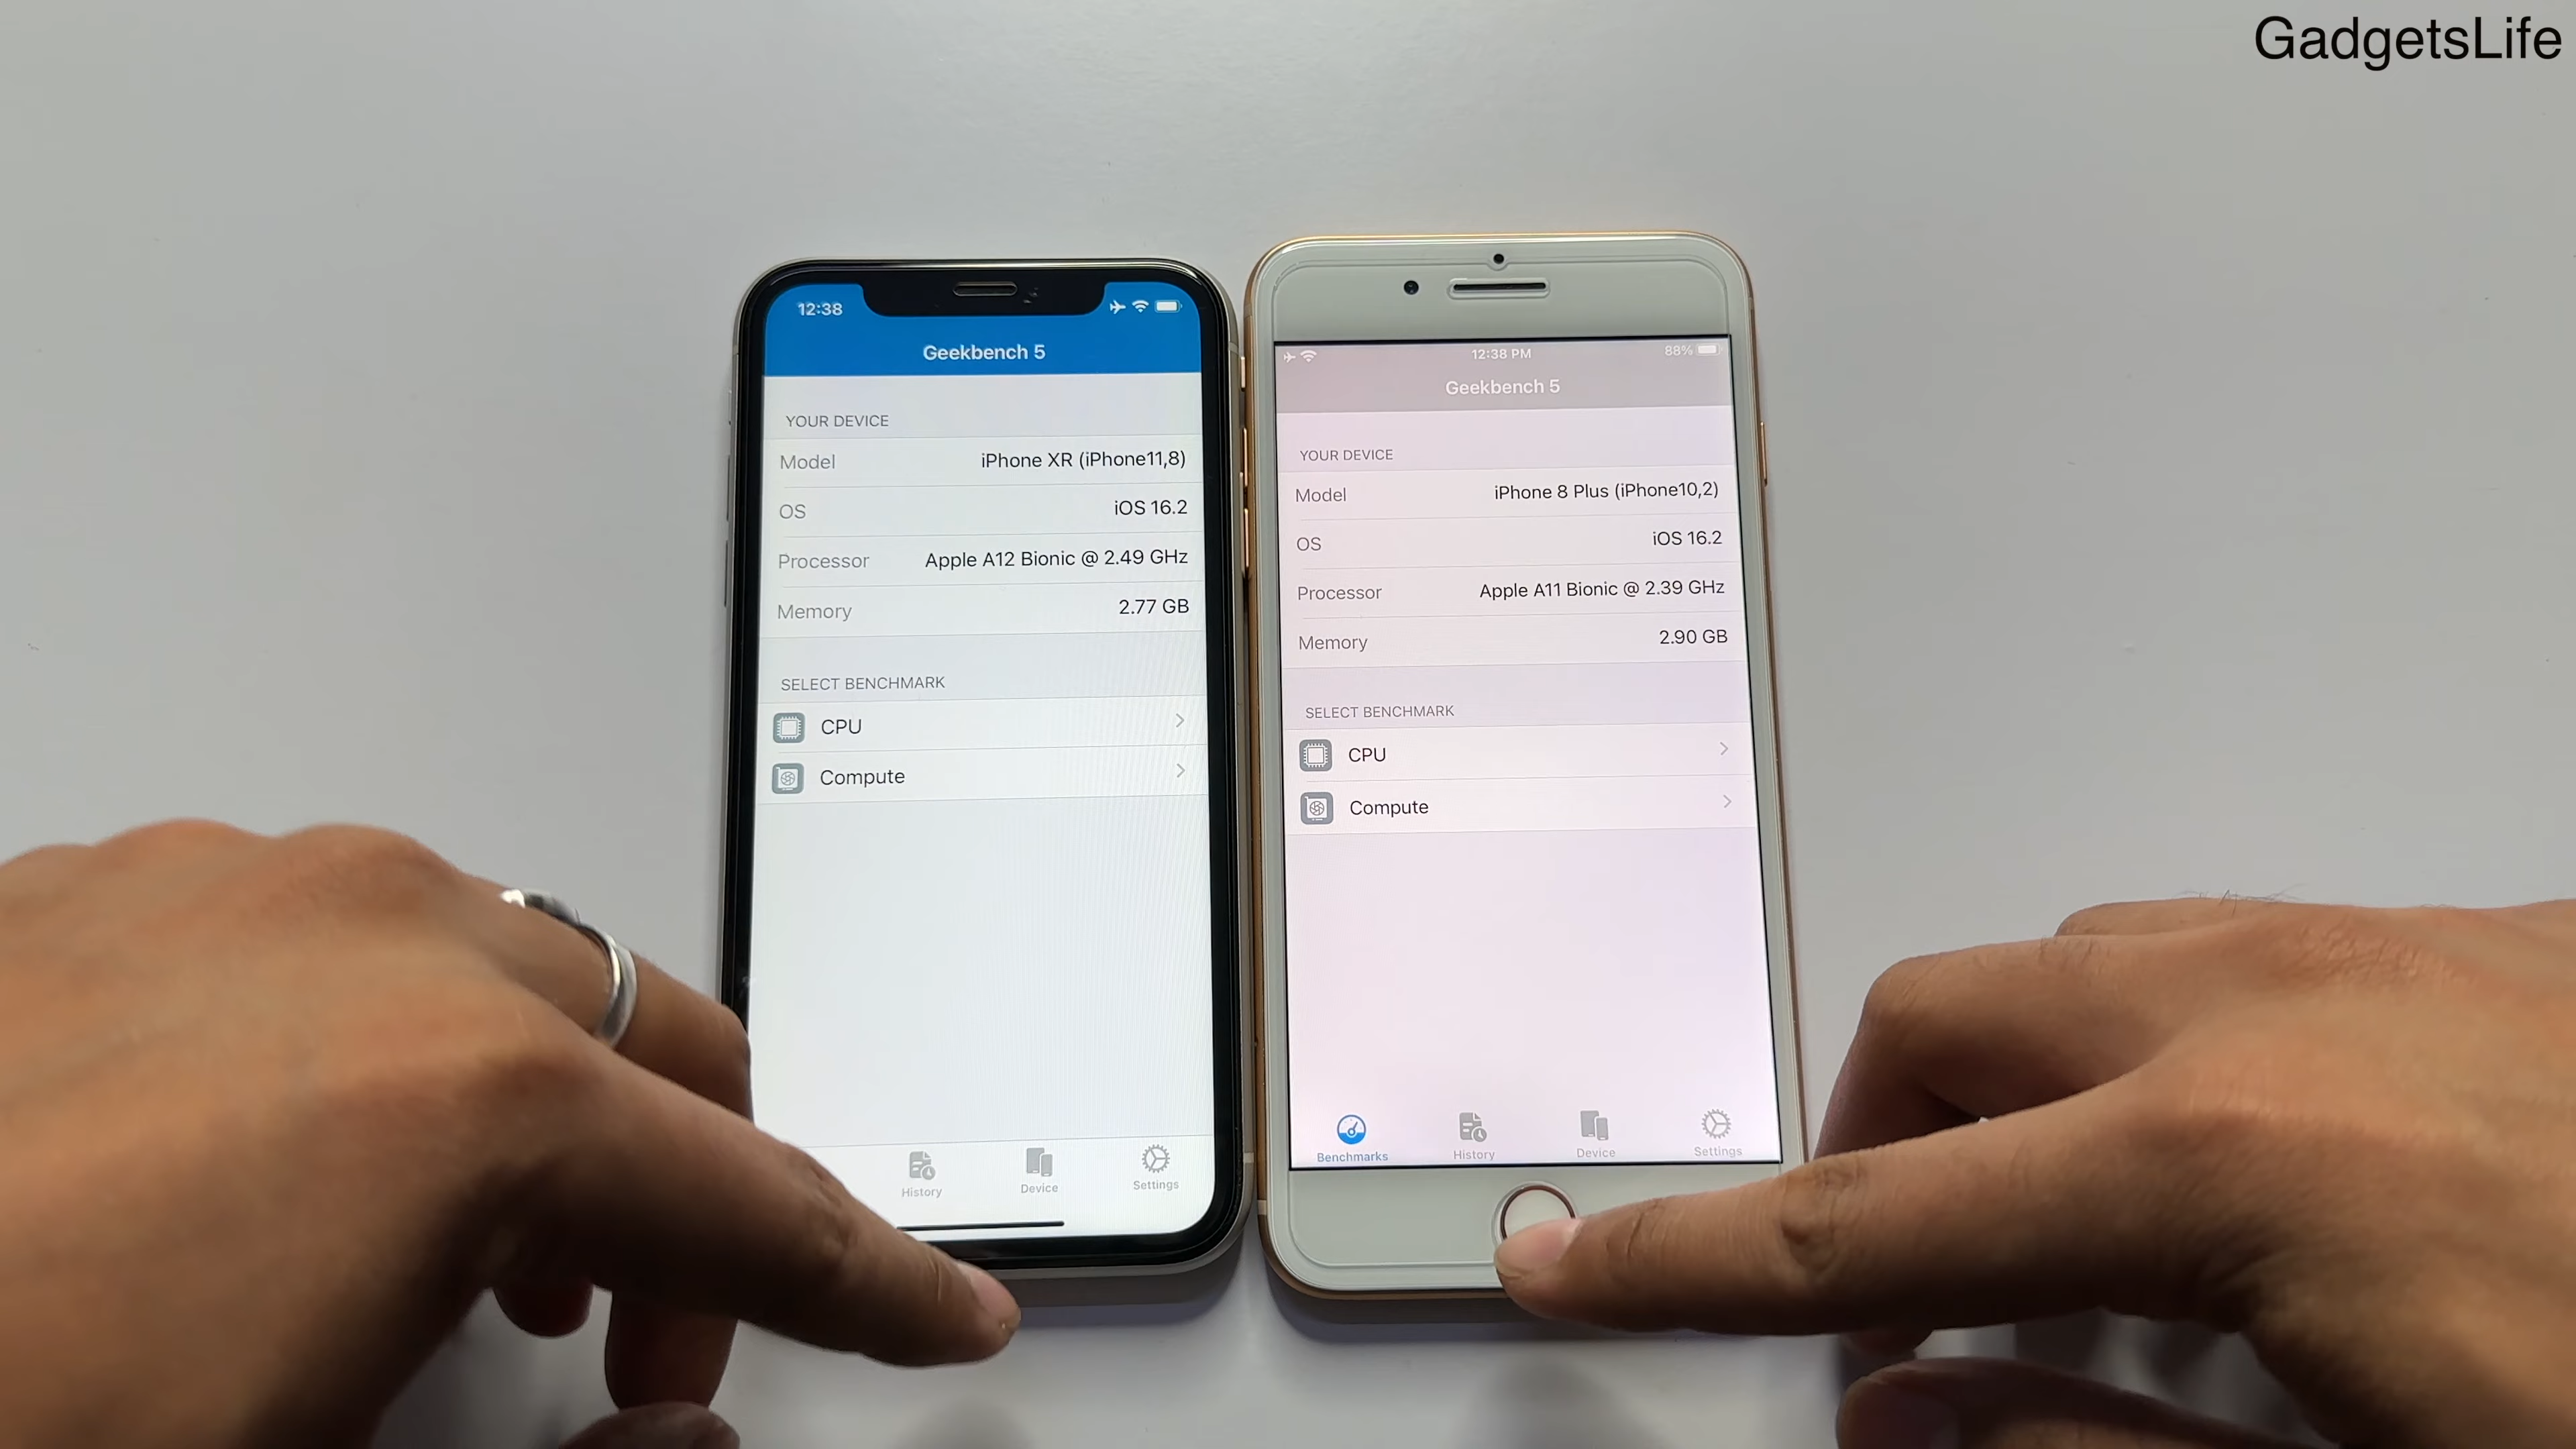 GadgetsLife
12:38
Geekbench 5
YOUR DEVICE
Model iPhone XR (iPhone11,8)
OS iOS 16.2
Processor Apple A12 Bionic @ 2.49 GHz
Memory 2.77 GB
SELECT BENCHMARK
CPU
Compute
History Device Settings
12:38 PM 88%
Geekbench 5
YOUR DEVICE
Model iPhone 8 Plus (iPhone10,2)
OS iOS 16.2
Processor Apple A11 Bionic @ 2.39 GHz
Memory 2.90 GB
SELECT BENCHMARK
CPU
Compute
Benchmarks History Device Settings